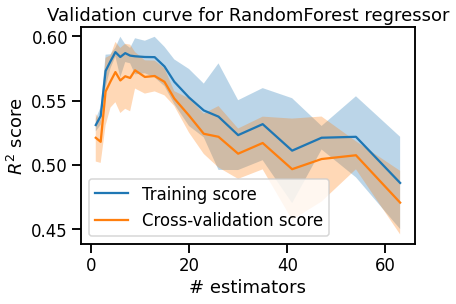 Validation curve for RandomForest regressor
0.60
0.55
0.50
0.45
R² score
Training score
Cross-validation score
0
20
40
60
# estimators